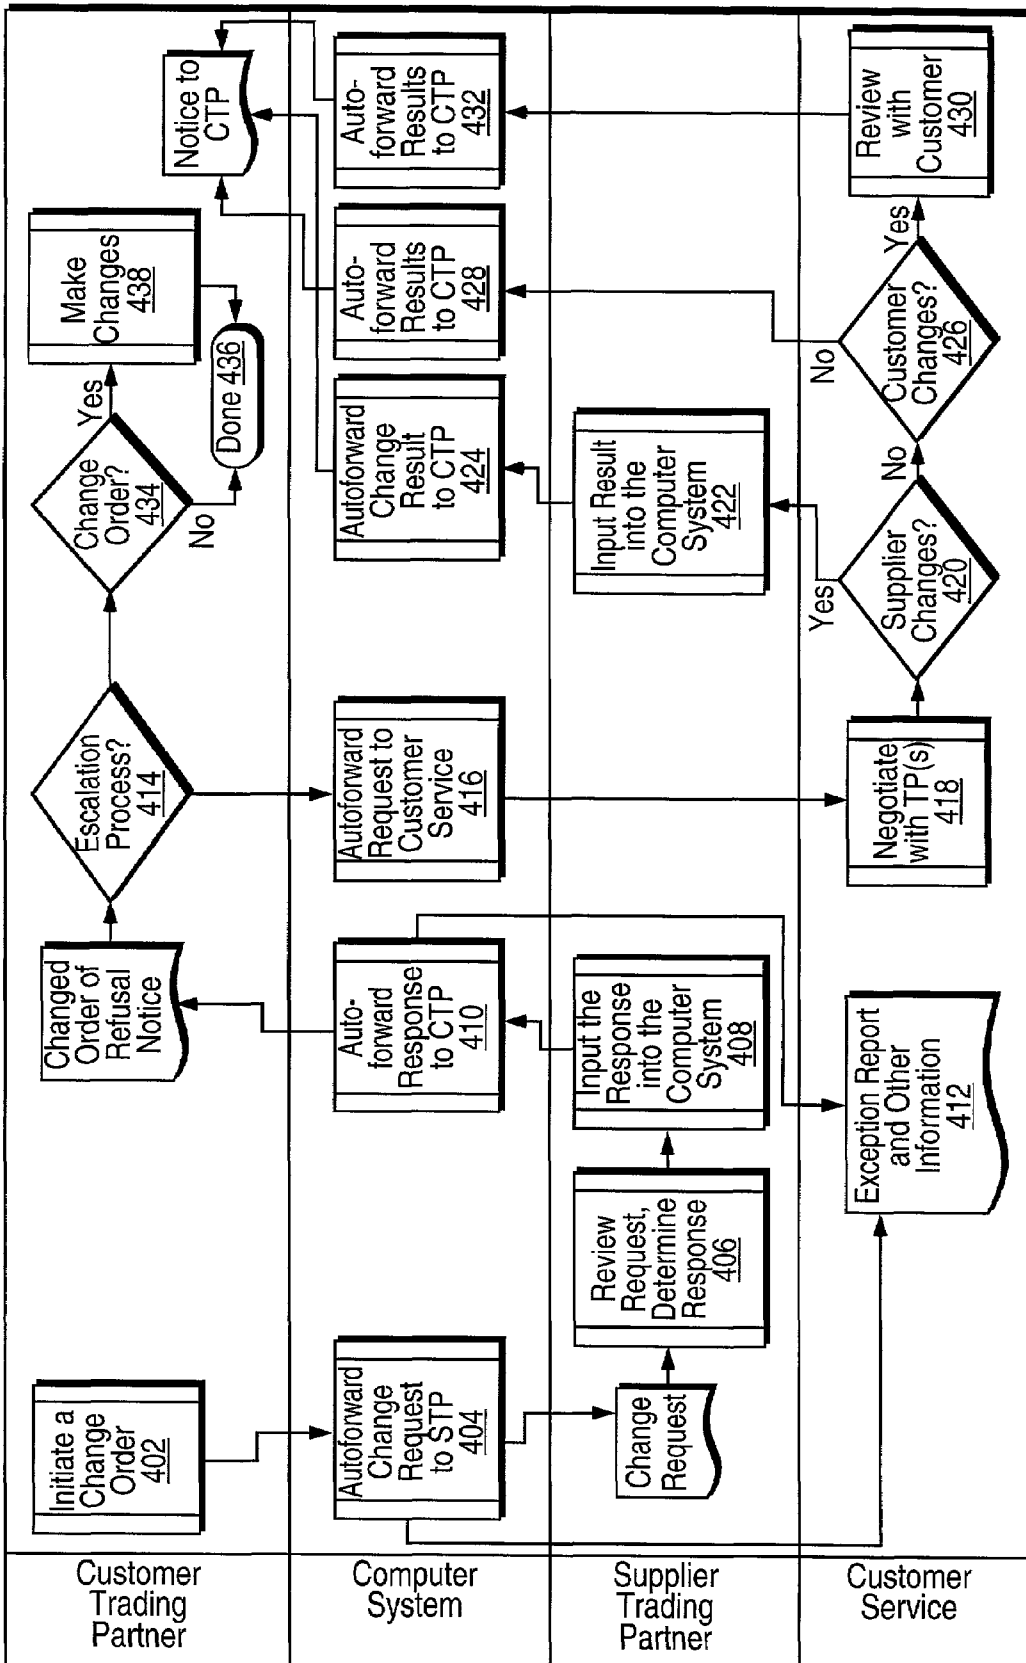 Customer
Trading
Partner
Initiate a
Change
Order
402
Changed
Order of
Refusal
Notice
Escalation
Process?
414
Change
Order?
434
Yes
No
Make
Changes
438
Done 436
Notice to
CTP
Computer
System
Autoforward
Change
Request
to STP
404
Auto-
forward
Response
to CTP
410
Autoforward
Request to
Customer
Service
416
Autoforward
Change
Result
to CTP
424
Auto-
forward
Results
to CTP
428
Auto-
forward
Results
to CTP
432
Supplier
Trading
Partner
Change
Request
Review
Request,
Determine
Response
406
Input the
Response
into the
Computer
System
408
Input Result
into the
Computer
System
422
Customer
Service
Exception Report
and Other
Information
412
Negotiate
with TP(s)
418
Supplier
Changes?
420
Yes
No
Customer
Changes?
426
No
Yes
Review
with
Customer
430